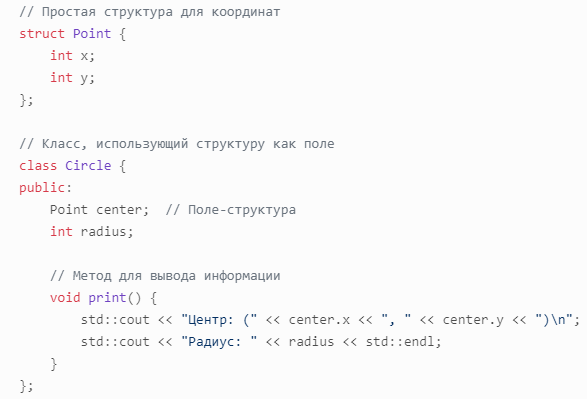 // Простая структура для координат
struct Point {
    int x;
    int y;
};

// Класс, использующий структуру как поле
class Circle {
public:
    Point center;  // Поле-структура
    int radius;

    // Метод для вывода информации
    void print() {
        std::cout << "Центр: (" << center.x << ", " << center.y << ")\n";
        std::cout << "Радиус: " << radius << std::endl;
    }
};